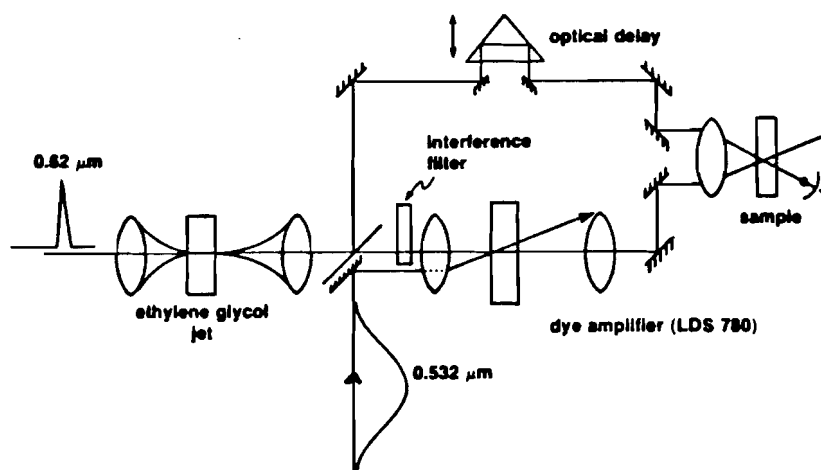 optical delay
interference
filter
0.62 μm
sample
ethylene glycol
jet
dye amplifier (LDS 780)
0.532 μm